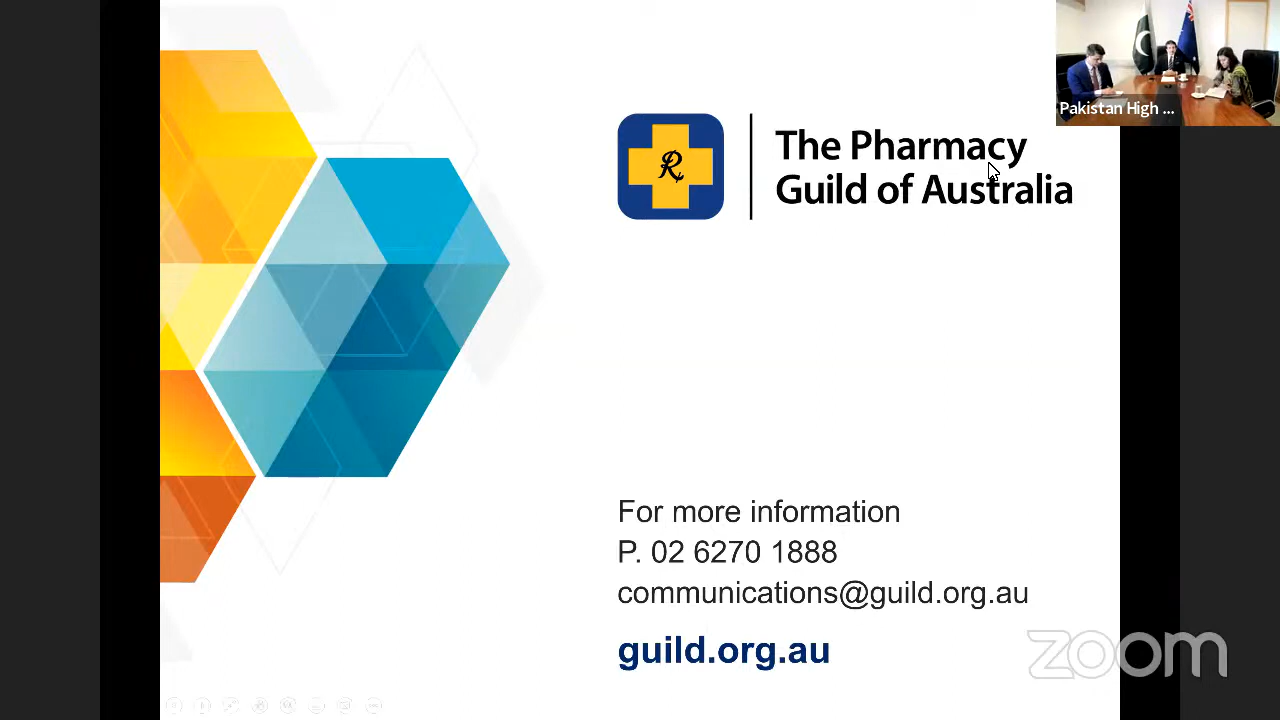 The Pharmacy
Guild of Australia
Pakistan High ...
For more information
P. 02 6270 1888
communications@guild.org.au
guild.org.au
zoom